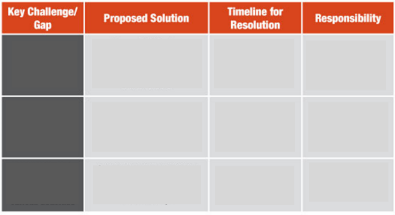 Key Challenge/
Gap
Proposed Solution
Timeline for
Resolution
Responsibility